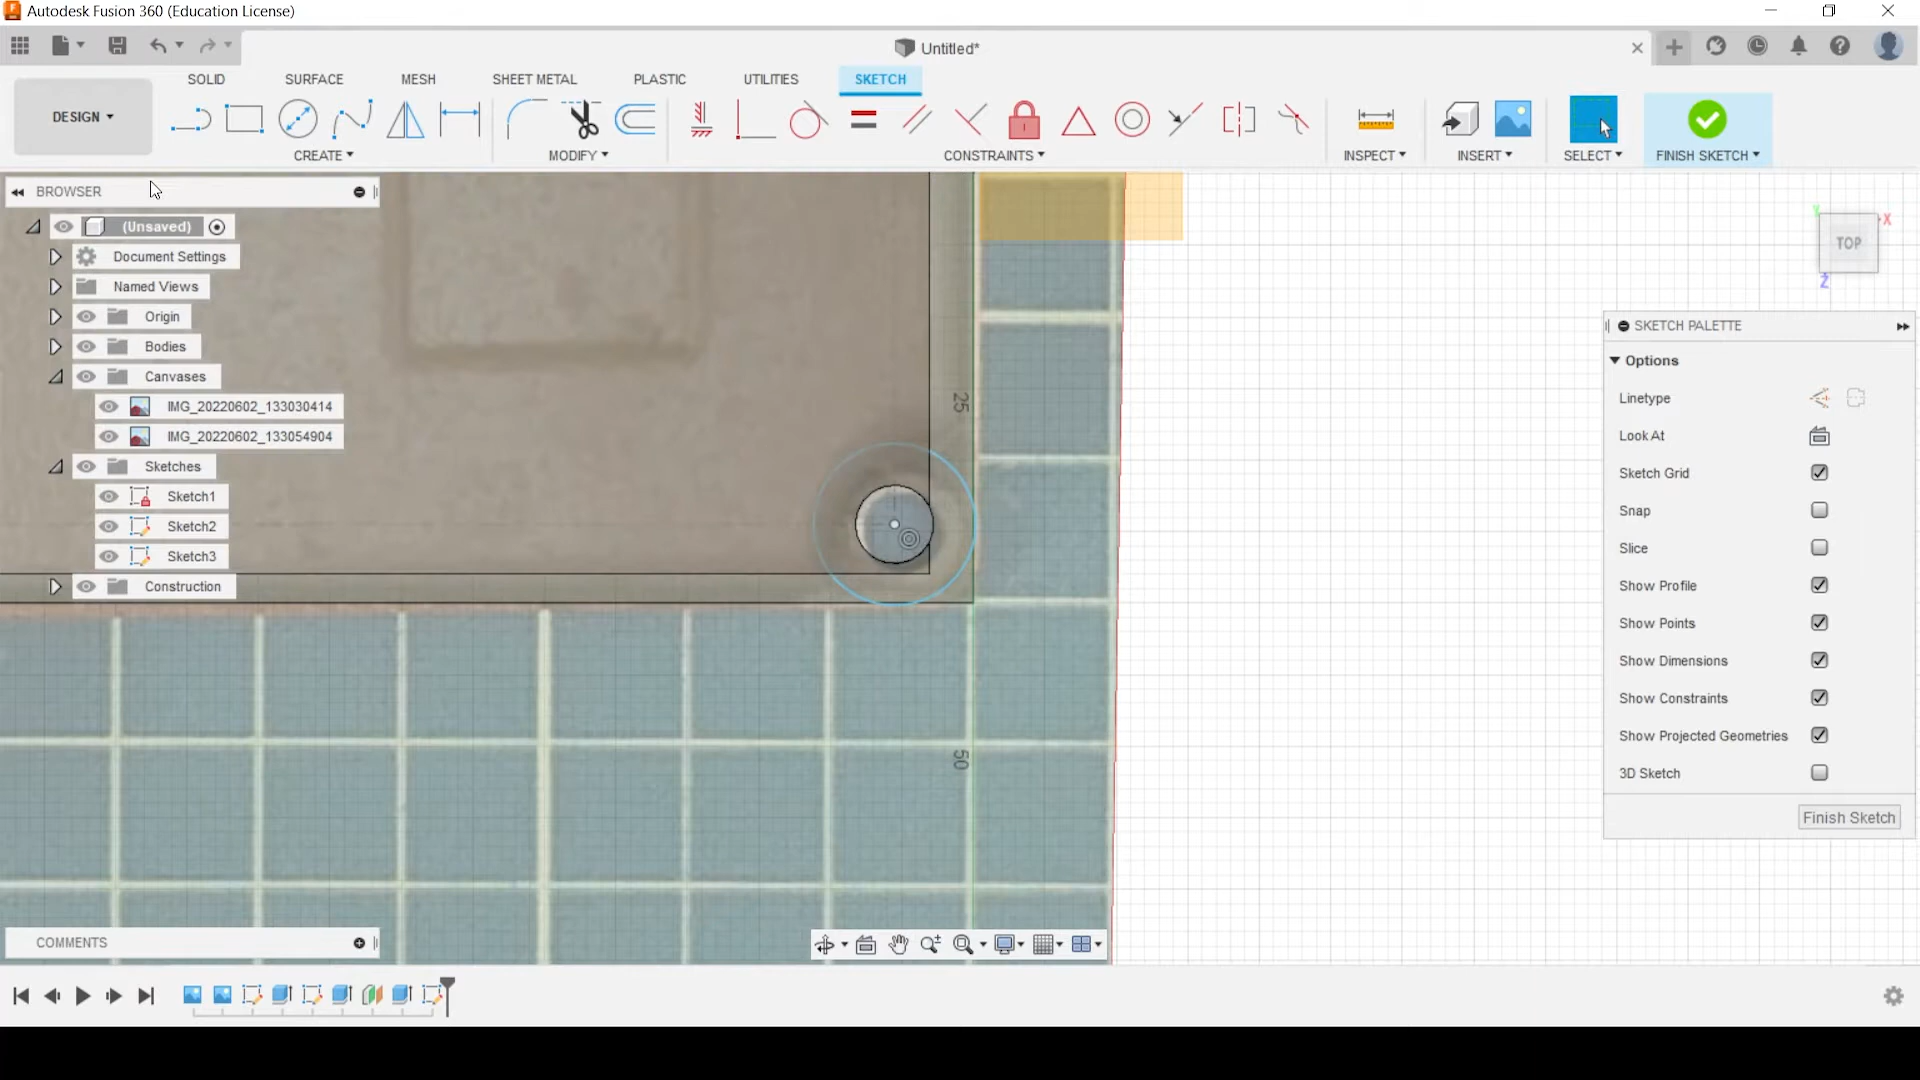 Autodesk Fusion 360 (Education License)
Untitled*
SOLID SURFACE MESH SHEET METAL PLASTIC UTILITIES SKETCH
DESIGN
CREATE MODIFY CONSTRAINTS INSPECT INSERT SELECT FINISH SKETCH
BROWSER
(Unsaved)
Document Settings
Named Views
Origin
Bodies
Canvases
IMG_20220602_133030414
IMG_20220602_133054904
Sketches
Sketch1
Sketch2
Sketch3
Construction
25
50
Y
X
TOP
Z
SKETCH PALETTE
Options
Linetype
Look At
Sketch Grid
Snap
Slice
Show Profile
Show Points
Show Dimensions
Show Constraints
Show Projected Geometries
3D Sketch
Finish Sketch
COMMENTS